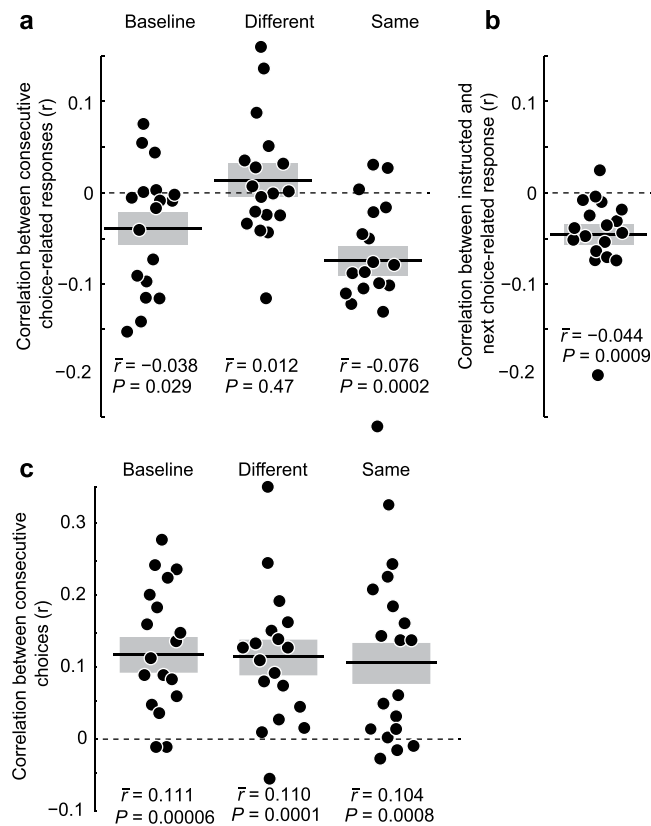 a
Baseline
Different
Same
Correlation between consecutive
choice-related responses (r)
0.1
0
−0.1
−0.2
r̅ = −0.038
P = 0.029
r̅ = 0.012
P = 0.47
r̅ = -0.076
P = 0.0002
b
Correlation between instructed and
next choice-related response (r)
0.1
0
−0.1
−0.2
r̅ = −0.044
P = 0.0009
c
Baseline
Different
Same
Correlation between consecutive
choices (r)
0.3
0.2
0.1
0
−0.1
r̅ = 0.111
P = 0.00006
r̅ = 0.110
P = 0.0001
r̅ = 0.104
P = 0.0008